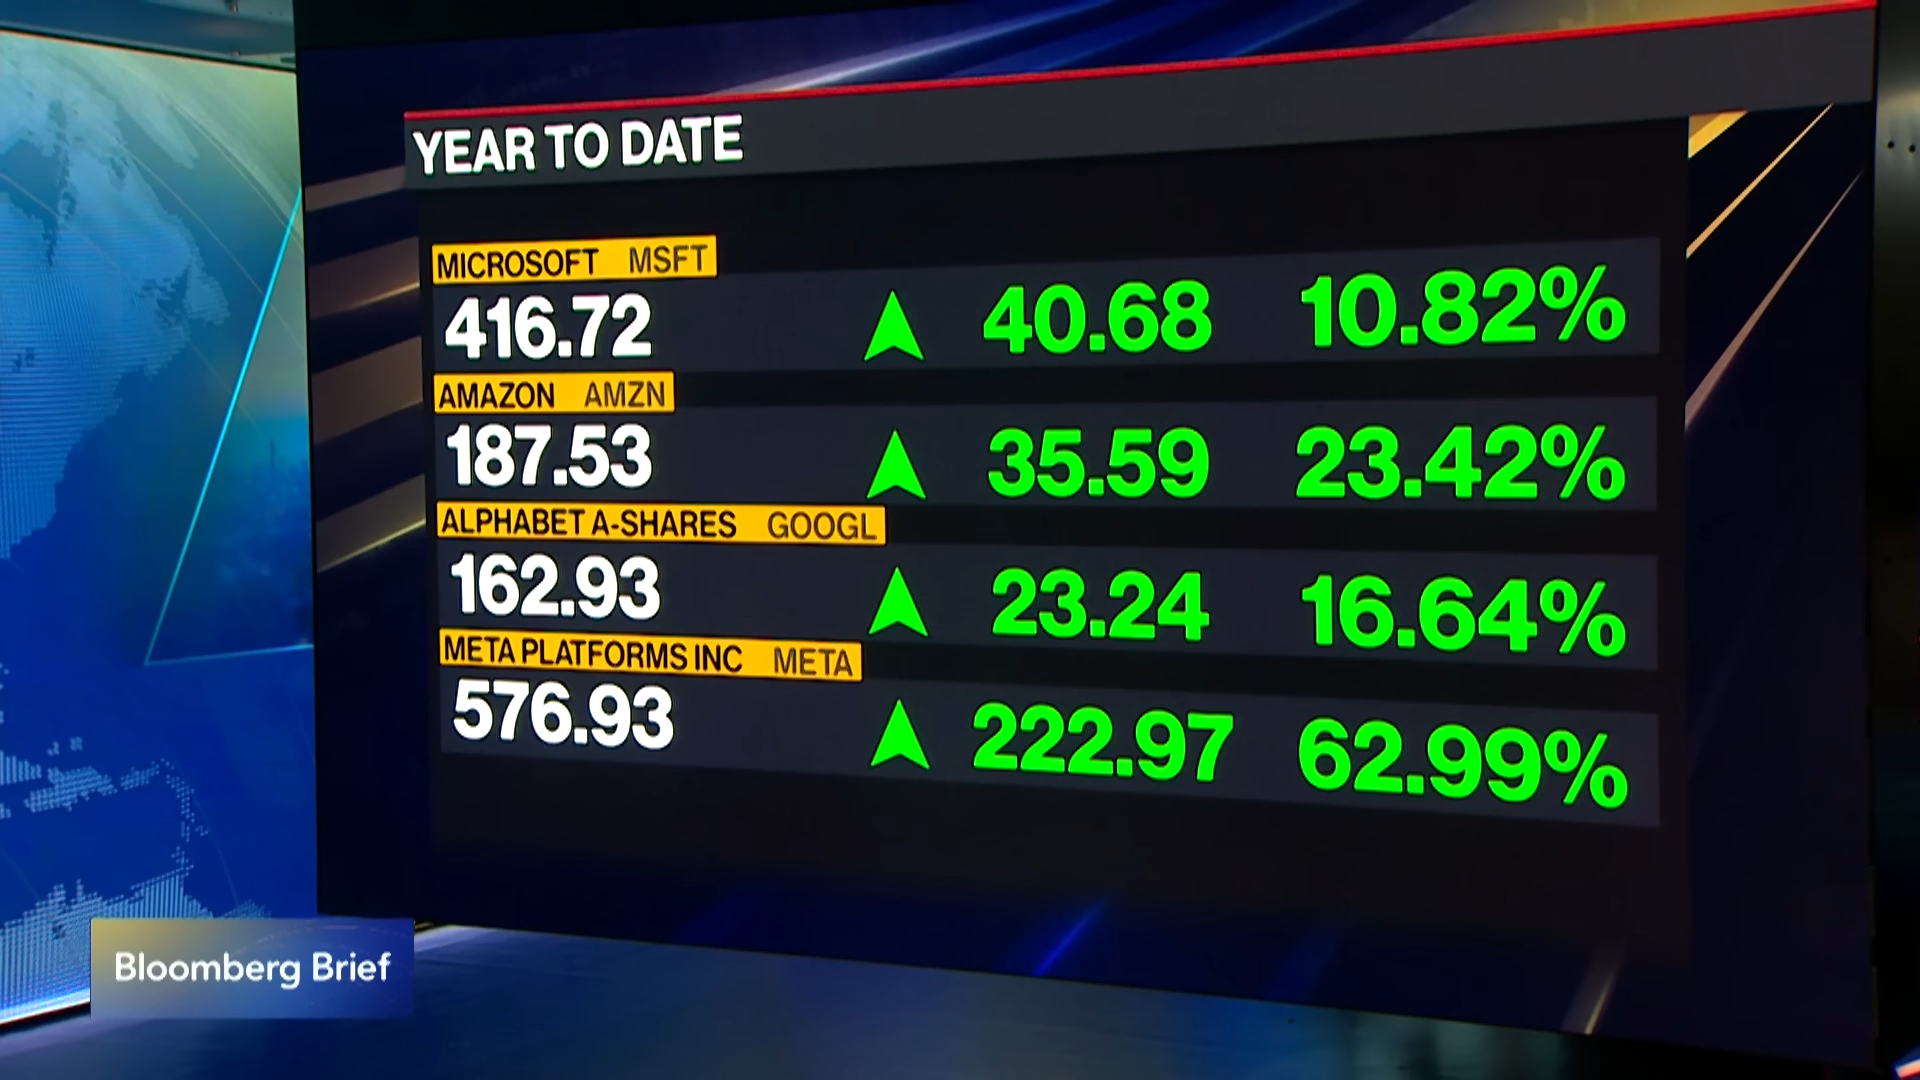 YEAR TO DATE
MICROSOFT MSFT
416.72 40.68 10.82%
AMAZON AMZN
187.53 35.59 23.42%
ALPHABET A-SHARES GOOGL
162.93 23.24 16.64%
META PLATFORMS INC META
576.93 222.97 62.99%
Bloomberg Brief